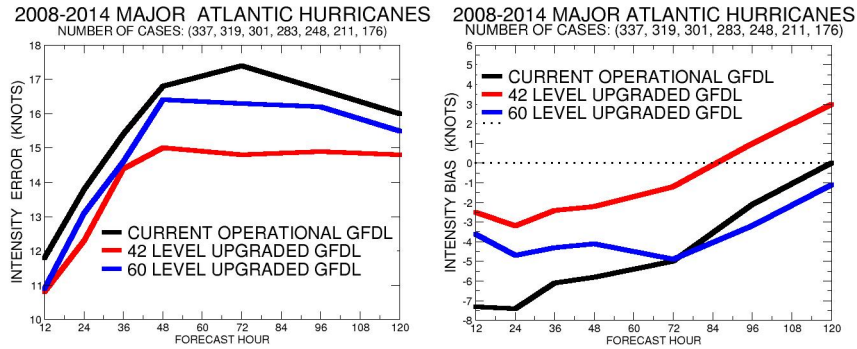 2008-2014 MAJOR ATLANTIC HURRICANES
NUMBER OF CASES: (337, 319, 301, 283, 248, 211, 176)
INTENSITY ERROR (KNOTS)
18
17
16
15
14
13
12
11
10
CURRENT OPERATIONAL GFDL
42 LEVEL UPGRADED GFDL
60 LEVEL UPGRADED GFDL
12 24 36 48 60 72 84 96 108 120
FORECAST HOUR
2008-2014 MAJOR ATLANTIC HURRICANES
NUMBER OF CASES: (337, 319, 301, 283, 248, 211, 176)
INTENSITY BIAS (KNOTS)
6
5
4
3
2
1
0
-1
-2
-3
-4
-5
-6
-7
-8
CURRENT OPERATIONAL GFDL
42 LEVEL UPGRADED GFDL
60 LEVEL UPGRADED GFDL
12 24 36 48 60 72 84 96 108 120
FORECAST HOUR